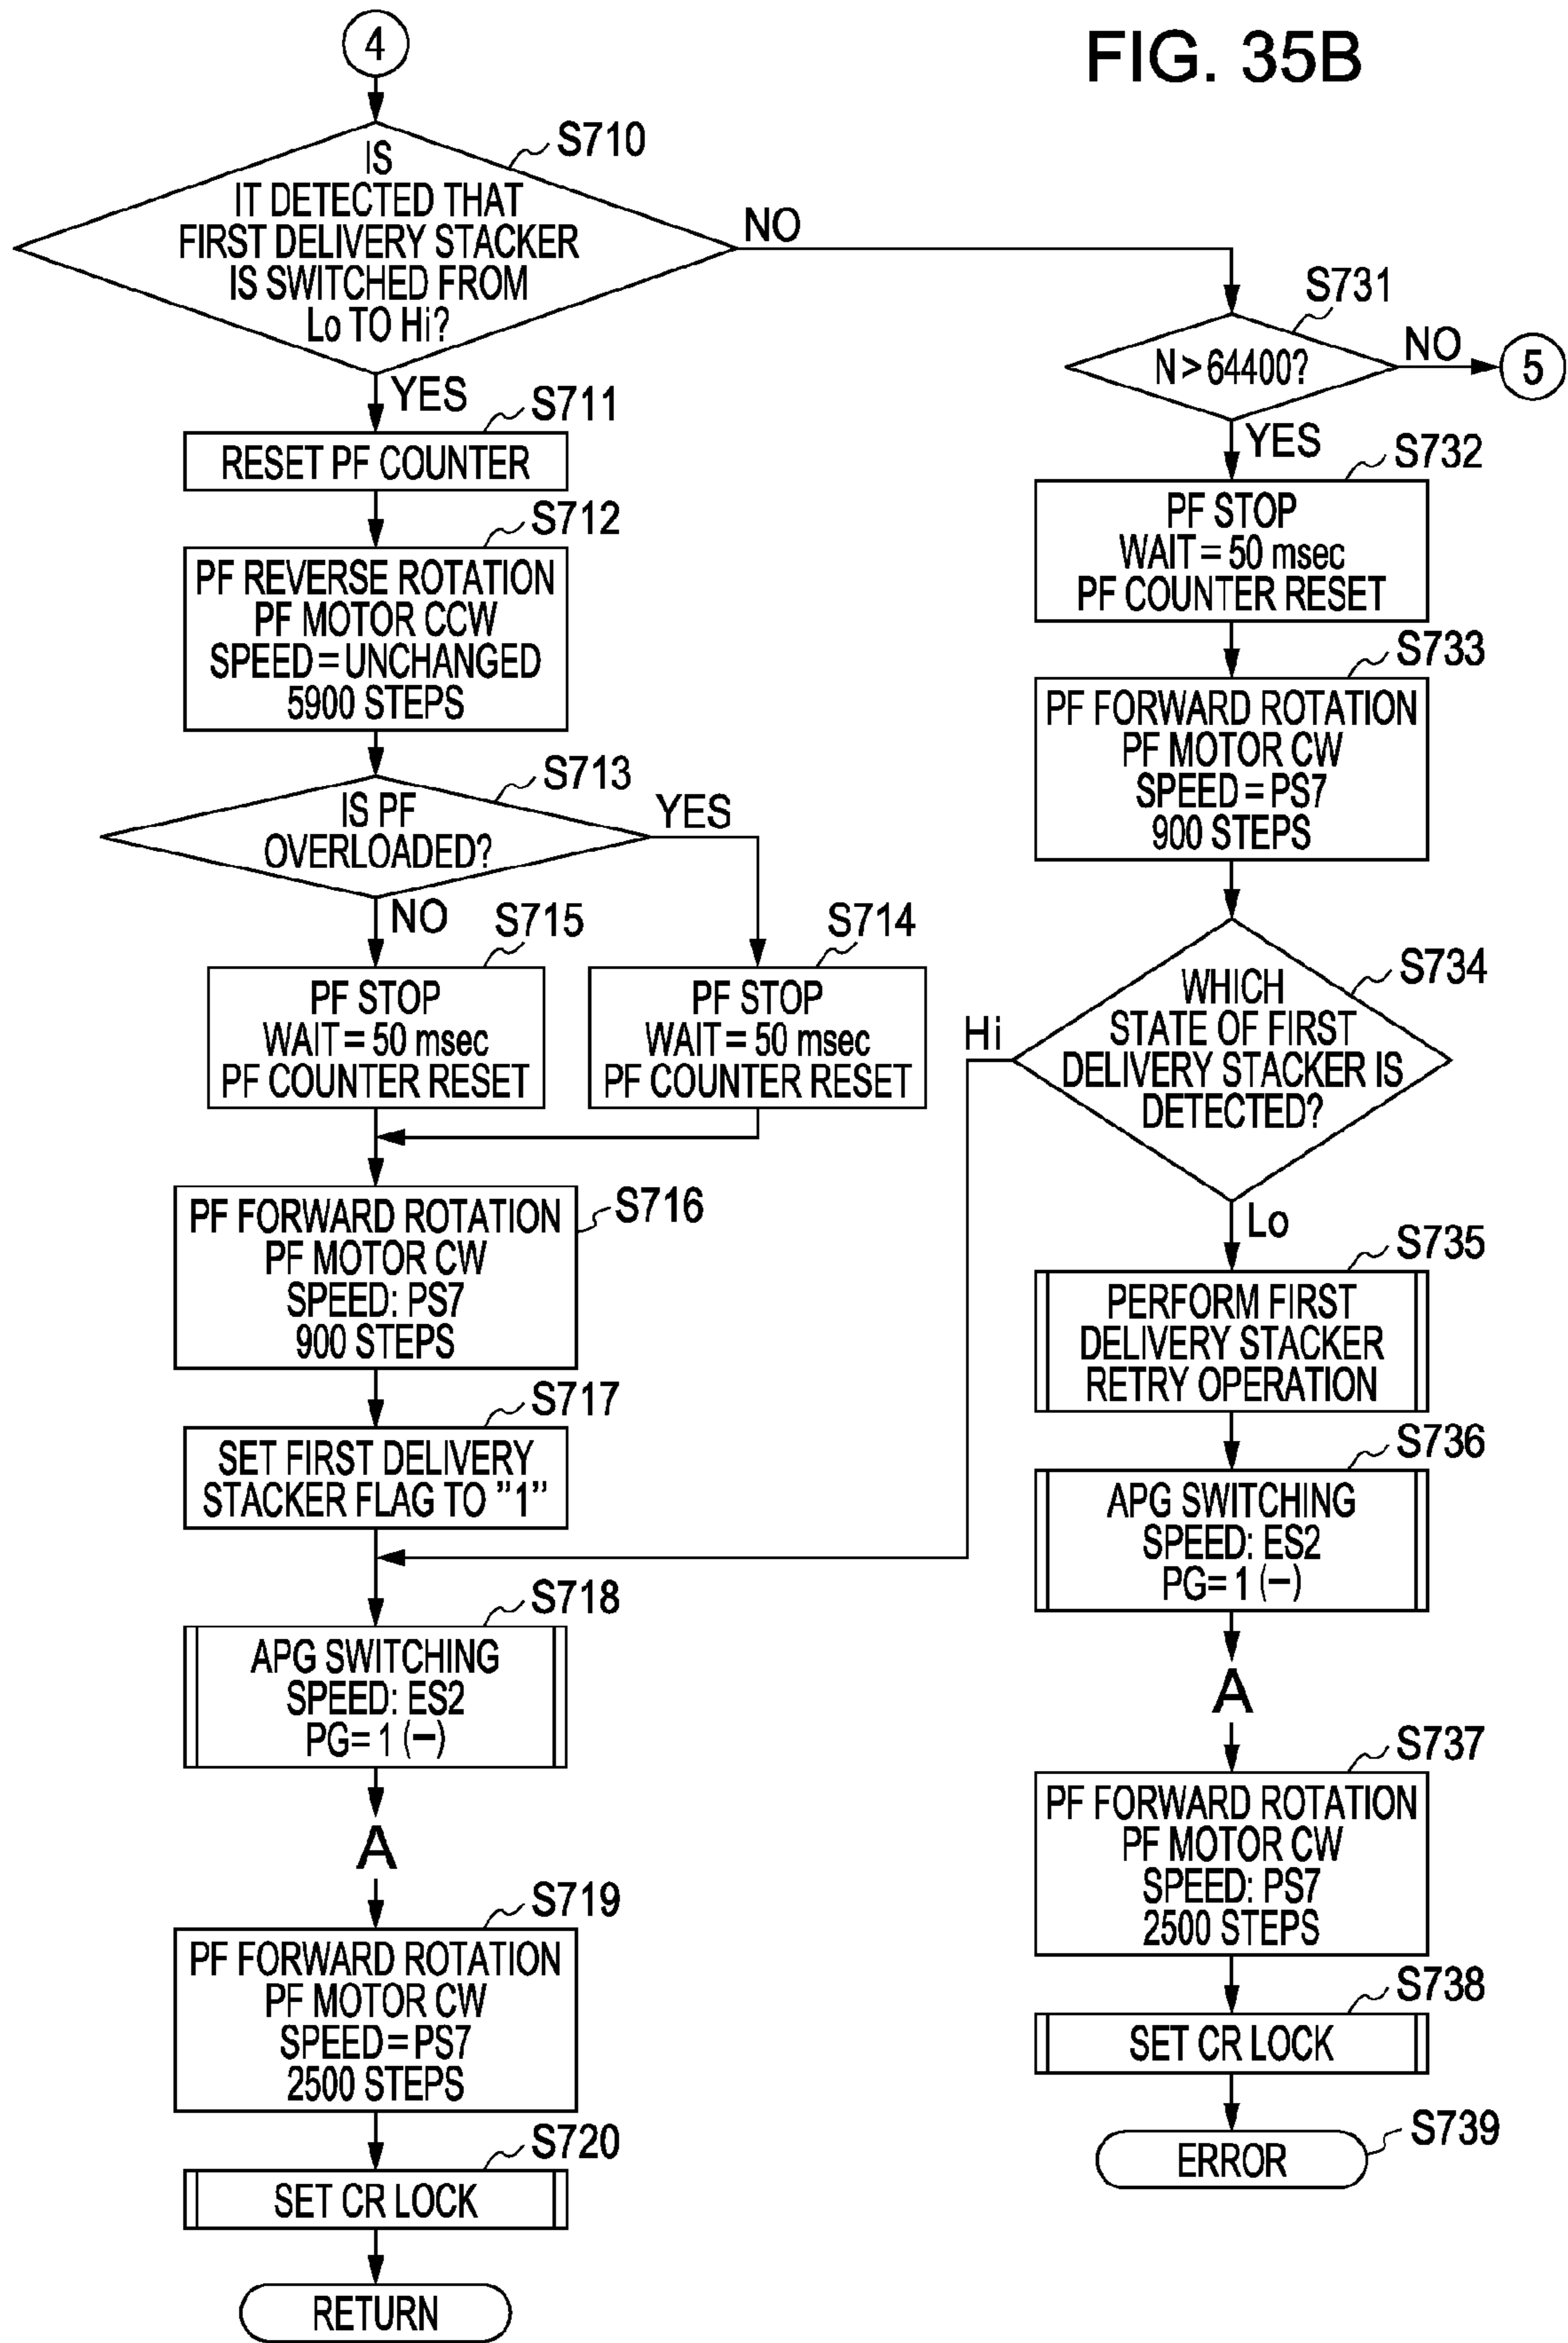 FIG. 35B
4
S710
IS
IT DETECTED THAT
FIRST DELIVERY STACKER
IS SWITCHED FROM
Lo TO Hi?
NO
YES
S711
RESET PF COUNTER
S712
PF REVERSE ROTATION
PF MOTOR CCW
SPEED=UNCHANGED
5900 STEPS
S713
IS PF
OVERLOADED?
YES
NO
S715
PF STOP
WAIT=50 msec
PF COUNTER RESET
S714
PF STOP
WAIT=50 msec
PF COUNTER RESET
S716
PF FORWARD ROTATION
PF MOTOR CW
SPEED: PS7
900 STEPS
S717
SET FIRST DELIVERY
STACKER FLAG TO "1"
S718
APG SWITCHING
SPEED: ES2
PG=1 (−)
A
S719
PF FORWARD ROTATION
PF MOTOR CW
SPEED=PS7
2500 STEPS
S720
SET CR LOCK
RETURN
S731
N>64400?
NO
5
YES
S732
PF STOP
WAIT=50 msec
PF COUNTER RESET
S733
PF FORWARD ROTATION
PF MOTOR CW
SPEED=PS7
900 STEPS
S734
WHICH
STATE OF FIRST
DELIVERY STACKER IS
DETECTED?
Hi
Lo
S735
PERFORM FIRST
DELIVERY STACKER
RETRY OPERATION
S736
APG SWITCHING
SPEED: ES2
PG=1 (−)
A
S737
PF FORWARD ROTATION
PF MOTOR CW
SPEED: PS7
2500 STEPS
S738
SET CR LOCK
S739
ERROR